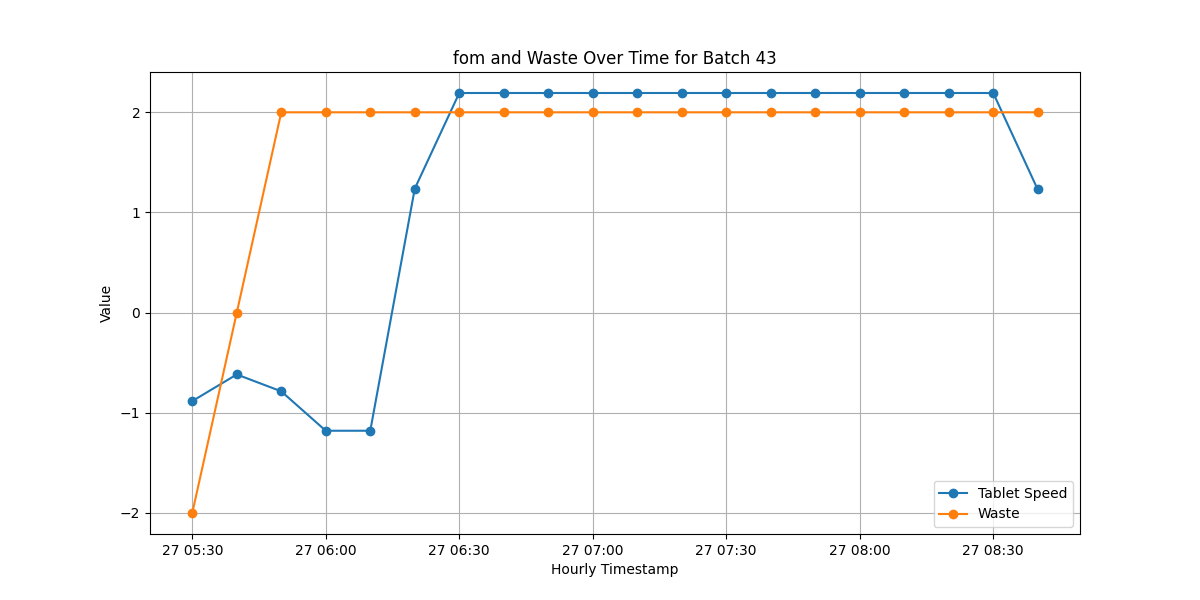 fom and Waste Over Time for Batch 43
Value
2
1
0
−1
−2
27 05:30 27 06:00 27 06:30 27 07:00 27 07:30 27 08:00 27 08:30
Hourly Timestamp
Tablet Speed
Waste